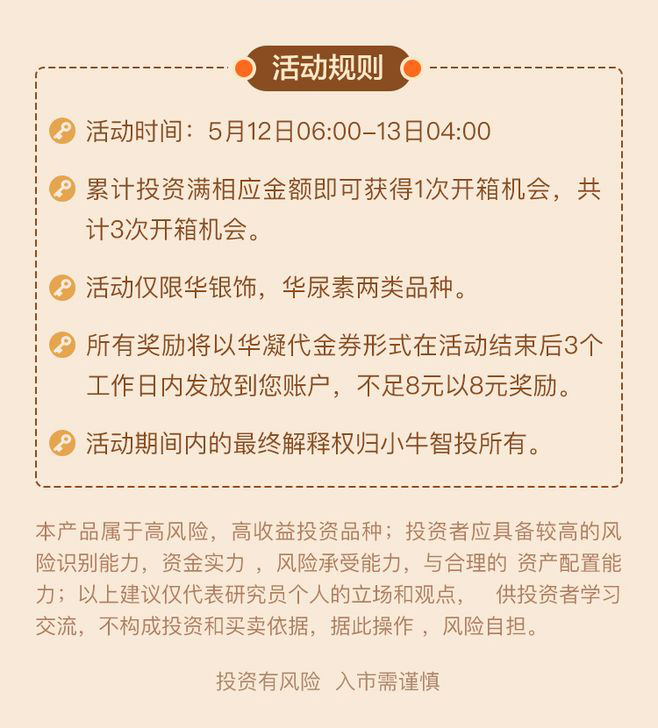 活动规则
活动时间：5月12日06:00-13日04:00
累计投资满相应金额即可获得1次开箱机会，共
计3次开箱机会。
活动仅限华银饰，华尿素两类品种。
所有奖励将以华凝代金券形式在活动结束后3个
工作日内发放到您账户，不足8元以8元奖励。
活动期间内的最终解释权归小牛智投所有。
本产品属于高风险，高收益投资品种；投资者应具备较高的风
险识别能力，资金实力 ，风险承受能力，与合理的 资产配置能
力；以上建议仅代表研究员个人的立场和观点， 供投资者学习
交流，不构成投资和买卖依据，据此操作 ，风险自担。
投资有风险 入市需谨慎